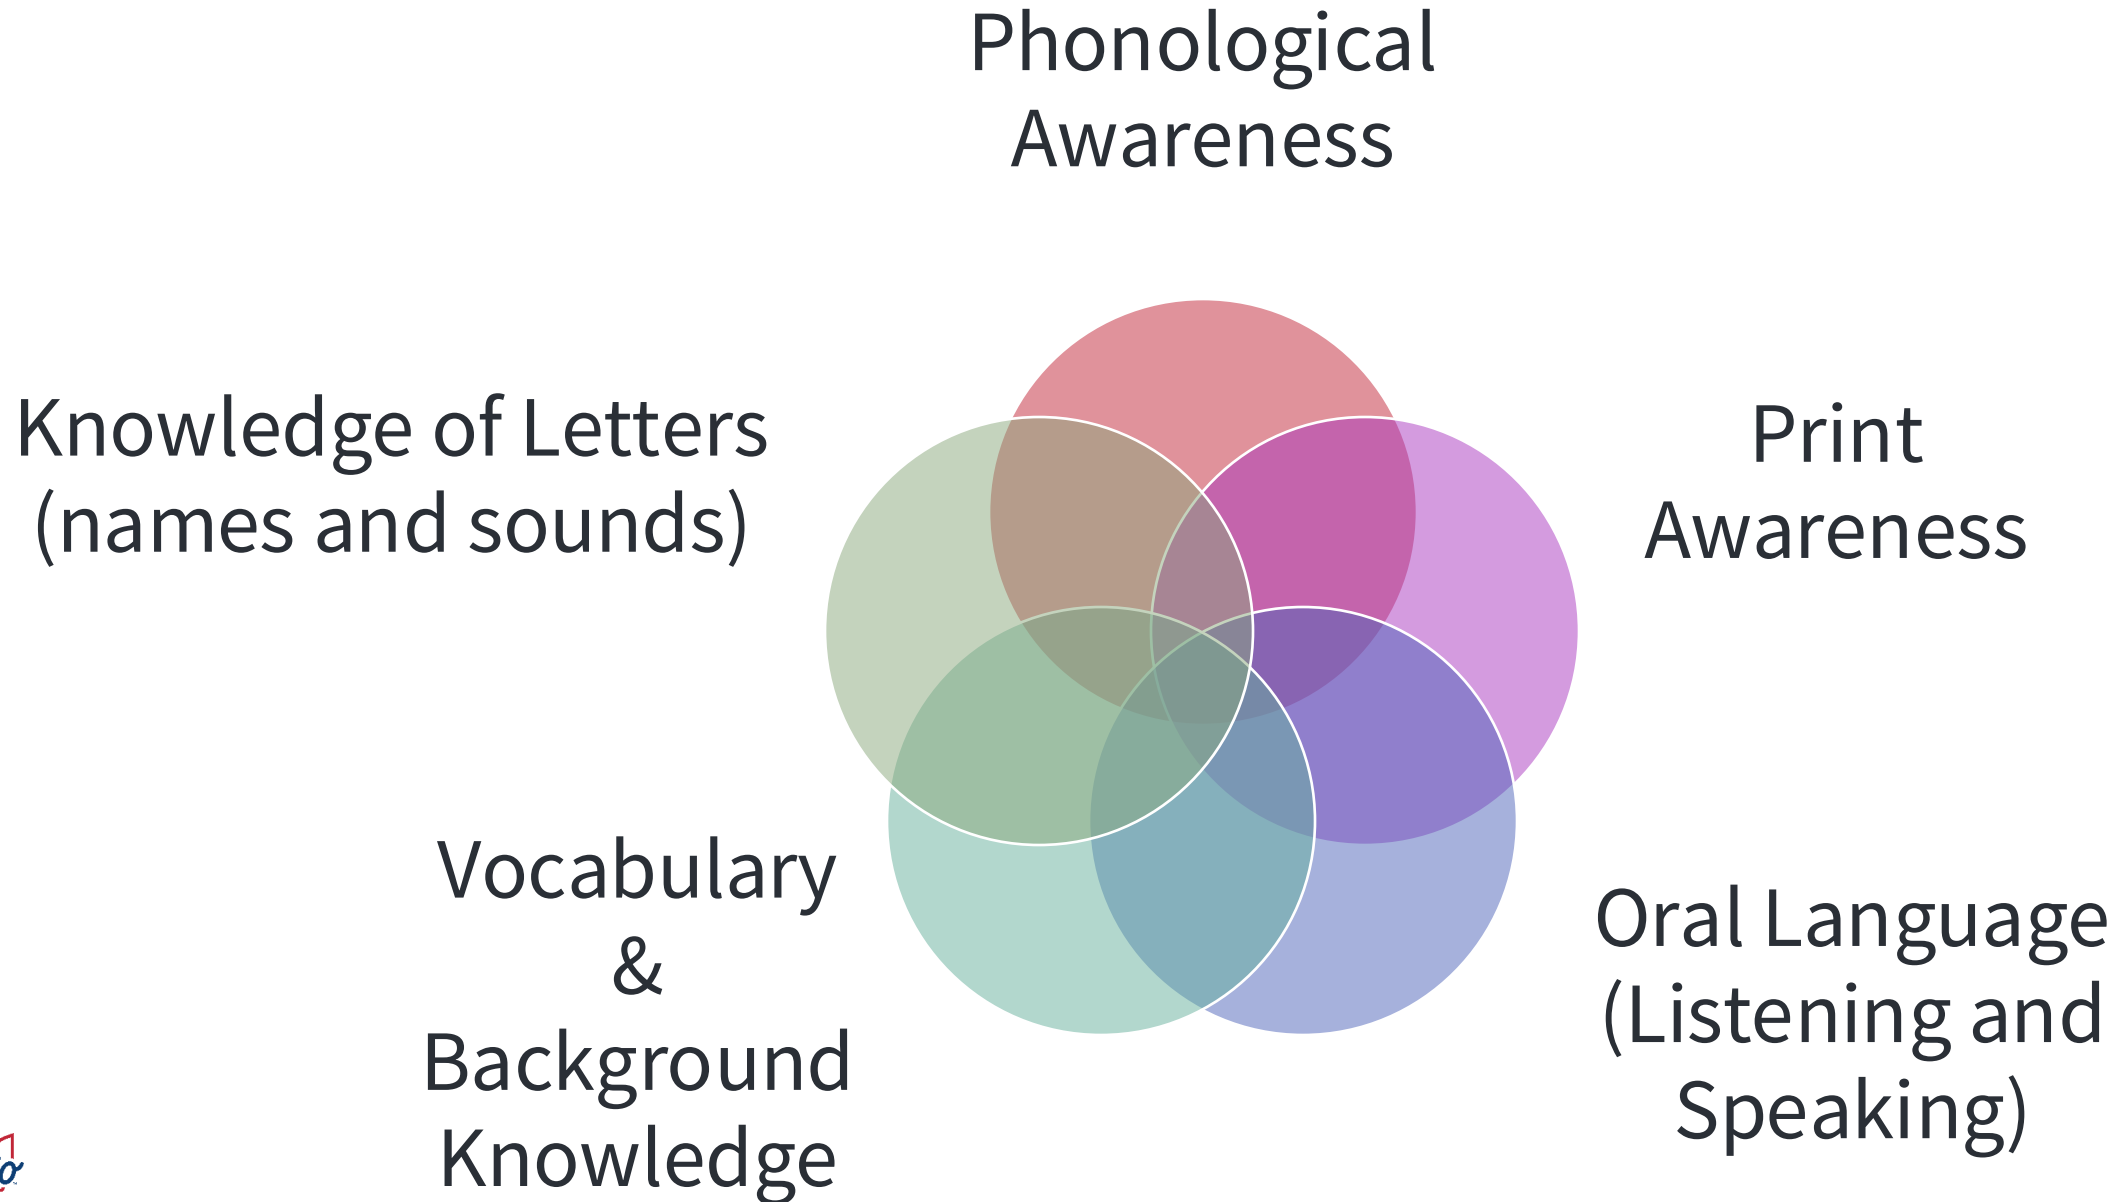 Phonological
Awareness
Knowledge of Letters
(names and sounds)
Print
Awareness
Vocabulary
&
Background
Knowledge
Oral Language
(Listening and
Speaking)